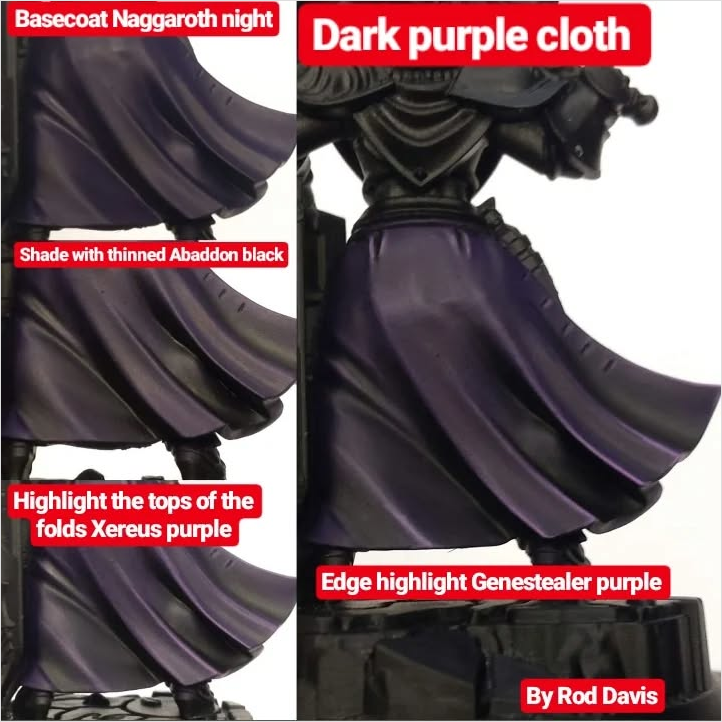 Basecoat Naggaroth night
Dark purple cloth
Shade with thinned Abaddon black
Highlight the tops of the
folds Xereus purple
Edge highlight Genestealer purple
By Rod Davis